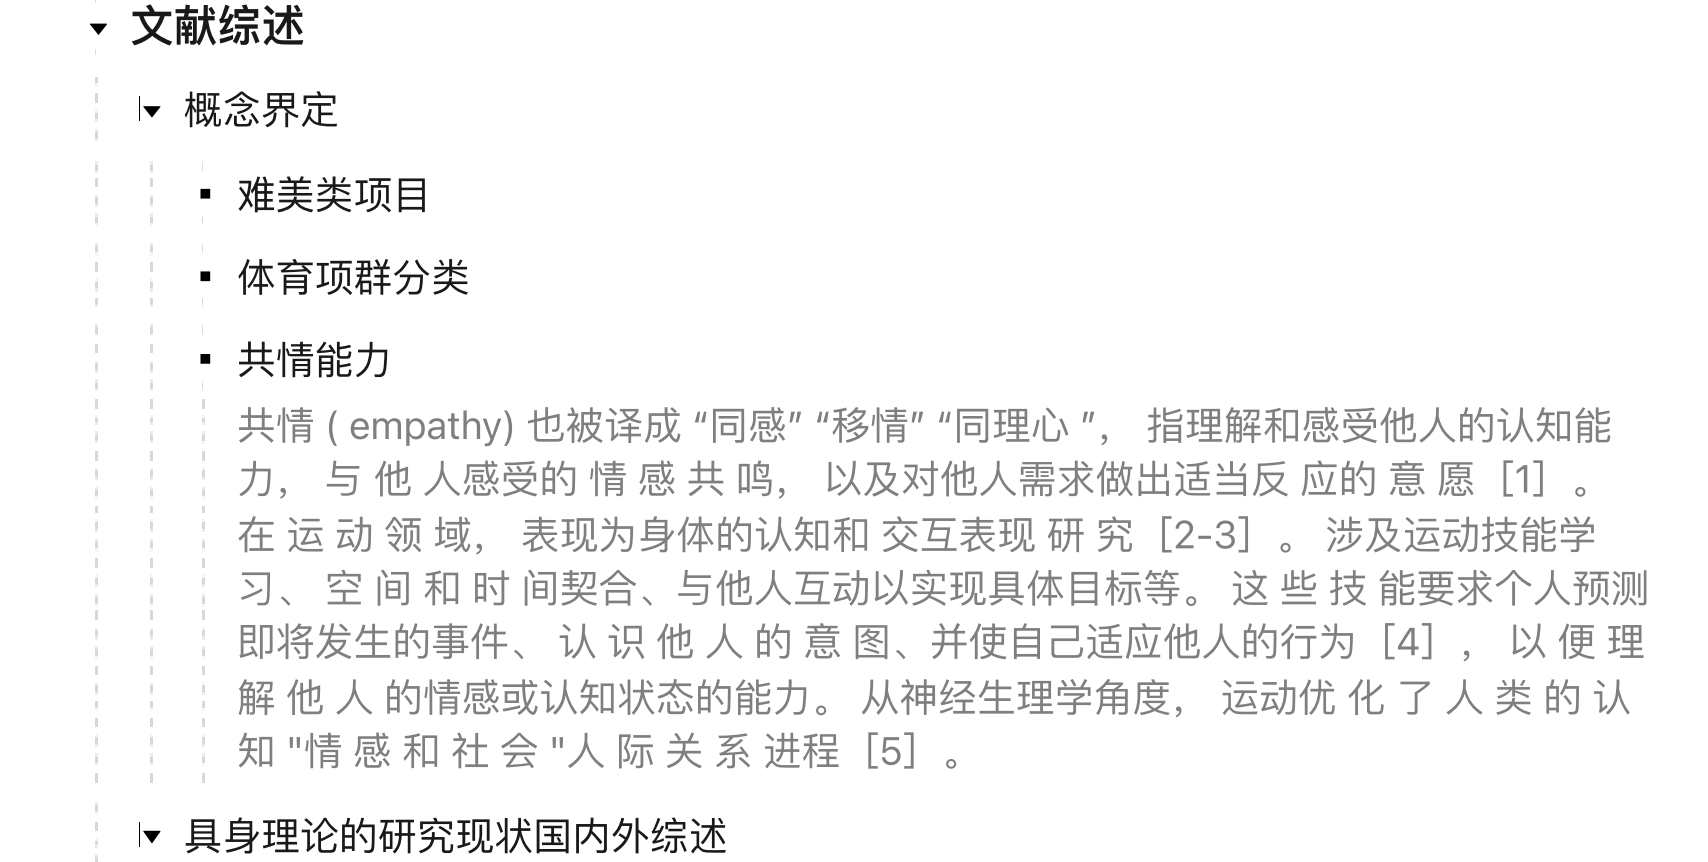 文献综述
概念界定
难美类项目
体育项群分类
共情能力
共情 ( empathy) 也被译成 “同感” “移情” “同理心 ”， 指理解和感受他人的认知能
力， 与 他 人感受的 情 感 共 鸣， 以及对他人需求做出适当反 应的 意 愿［1］。
在 运 动 领 域， 表现为身体的认知和 交互表现 研 究［2-3］。 涉及运动技能学
习、 空 间 和 时 间契合、与他人互动以实现具体目标等。 这 些 技 能要求个人预测
即将发生的事件、 认 识 他 人 的 意 图、并使自己适应他人的行为［4］， 以 便 理
解 他 人 的情感或认知状态的能力。 从神经生理学角度， 运动优 化 了 人 类 的 认
知 "情 感 和 社 会 "人 际 关 系 进程［5］。
具身理论的研究现状国内外综述